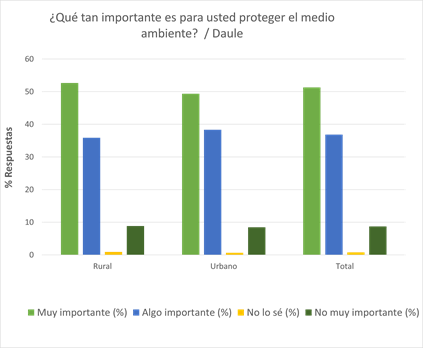 ¿Qué tan importante es para usted proteger el medio
ambiente? / Daule
% Respuestas
60
50
40
30
20
10
0
Rural Urbano Total
Muy importante (%) Algo importante (%) No lo sé (%) No muy importante (%)